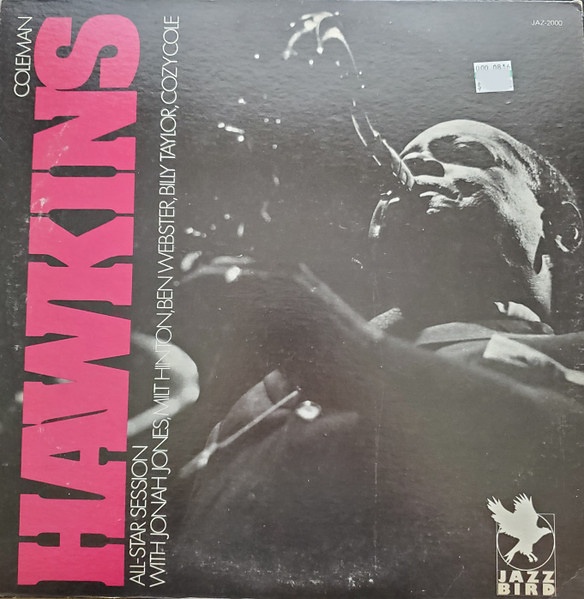 COLEMAN
HAWKINS
ALL-STAR SESSION
WITH JONAH JONES, MILT HINTON, BEN WEBSTER, BILLY TAYLOR, COZY COLE
JAZ-2000
JAZZ
BIRD